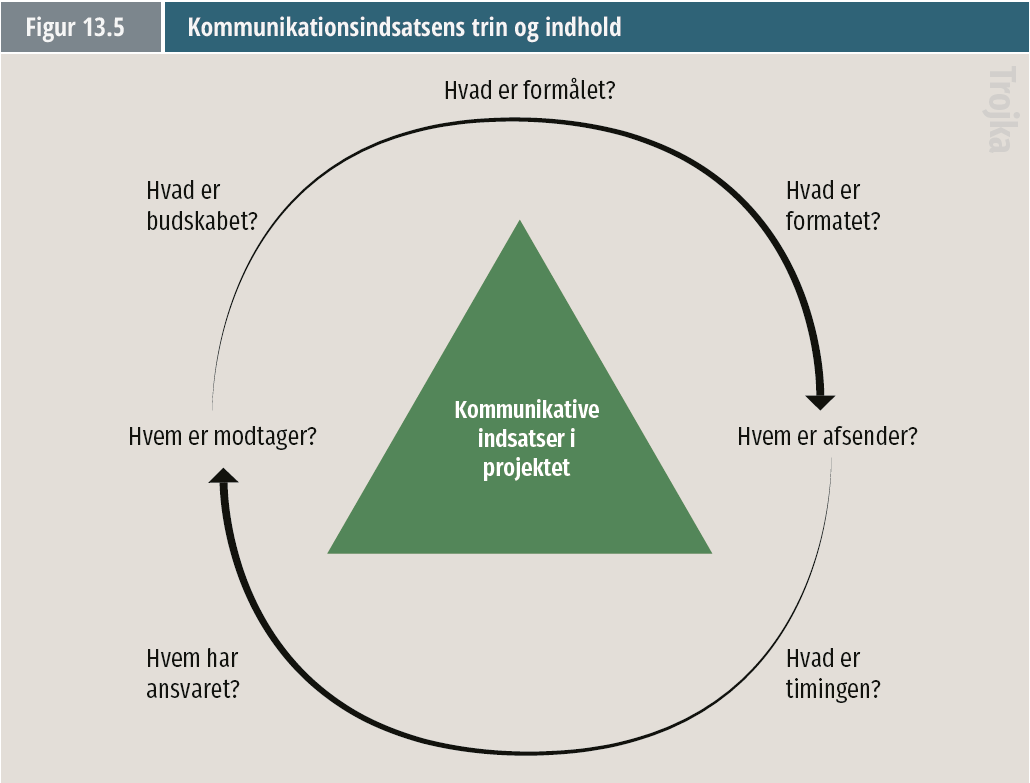 Figur 13.5
Kommunikationsindsatsens trin og indhold
Trojka
Hvad er formålet?
Hvad er
budskabet?
Hvad er
formatet?
Kommunikative
indsatser i
projektet
Hvem er modtager?
Hvem er afsender?
Hvem har
ansvaret?
Hvad er
timingen?